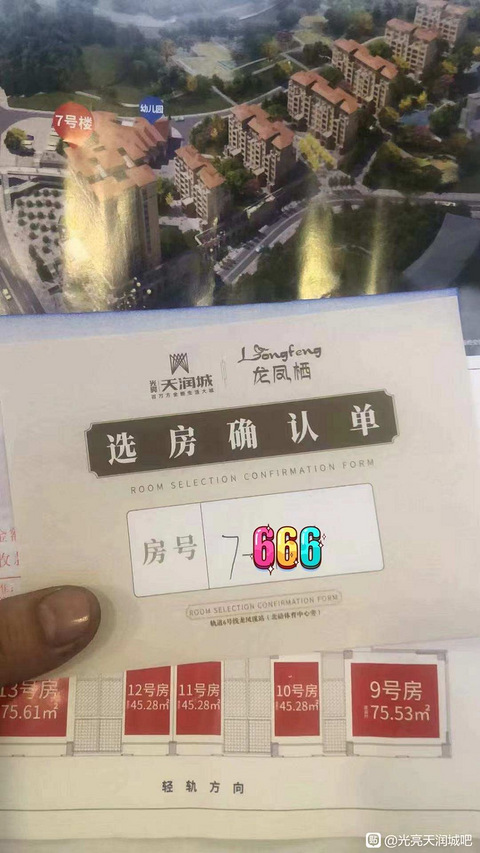 7号楼
幼儿园
光亮
天润城
百万方全能生活大城
Longfeng
龙凤栖
选房确认单
ROOM SELECTION CONFIRMATION FORM
房号
7-666
ROOM SELECTION CONFIRMATION FORM
13号房
75.61㎡
12号房
45.28㎡
11号房
45.28㎡
10号房
45.28㎡
9号房
75.53㎡
轻轨方向
贴 @光亮天润城吧